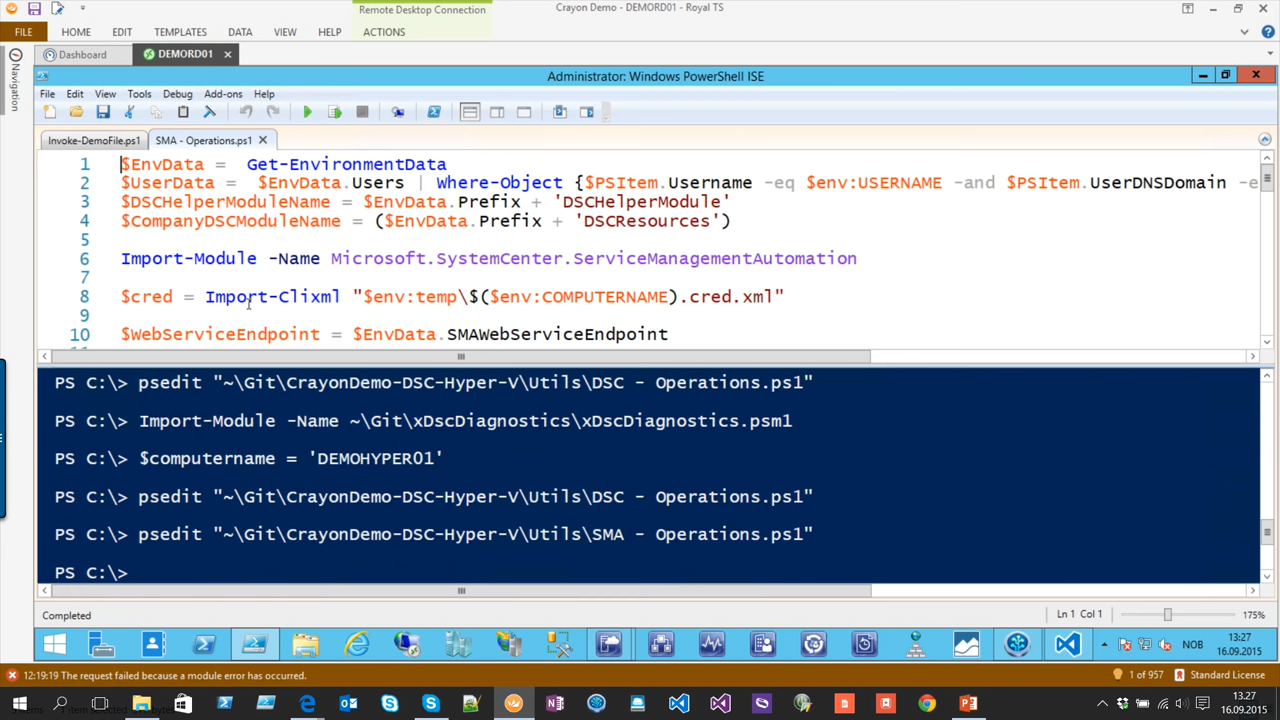 Remote Desktop Connection
Crayon Demo - DEMORD01 - Royal TS
FILE HOME EDIT TEMPLATES DATA VIEW HELP ACTIONS
Dashboard DEMORD01
Navigation
Administrator: Windows PowerShell ISE
File Edit View Tools Debug Add-ons Help
Invoke-DemoFile.ps1 SMA - Operations.ps1
1 $EnvData = Get-EnvironmentData
2 $UserData = $EnvData.Users | Where-Object {$PSItem.Username -eq $env:USERNAME -and $PSItem.UserDNSDomain -e
3 $DSCHelperModuleName = $EnvData.Prefix + 'DSCHelperModule'
4 $CompanyDSCModuleName = ($EnvData.Prefix + 'DSCResources')
5
6 Import-Module -Name Microsoft.SystemCenter.ServiceManagementAutomation
7
8 $cred = Import-Clixml "$env:temp\$($env:COMPUTERNAME).cred.xml"
9
10 $WebServiceEndpoint = $EnvData.SMAWebServiceEndpoint
PS C:\> psedit "~\Git\CrayonDemo-DSC-Hyper-V\Utils\DSC - Operations.ps1"
PS C:\> Import-Module -Name ~\Git\xDscDiagnostics\xDscDiagnostics.psm1
PS C:\> $computername = 'DEMOHYPER01'
PS C:\> psedit "~\Git\CrayonDemo-DSC-Hyper-V\Utils\DSC - Operations.ps1"
PS C:\> psedit "~\Git\CrayonDemo-DSC-Hyper-V\Utils\SMA - Operations.ps1"
PS C:\>
Completed
Ln 1 Col 1
175%
NOB
13:27
16.09.2015
12:19:19 The request failed because a module error has occurred.
1 of 957
Standard License
NOR
13.27
16.09.2015